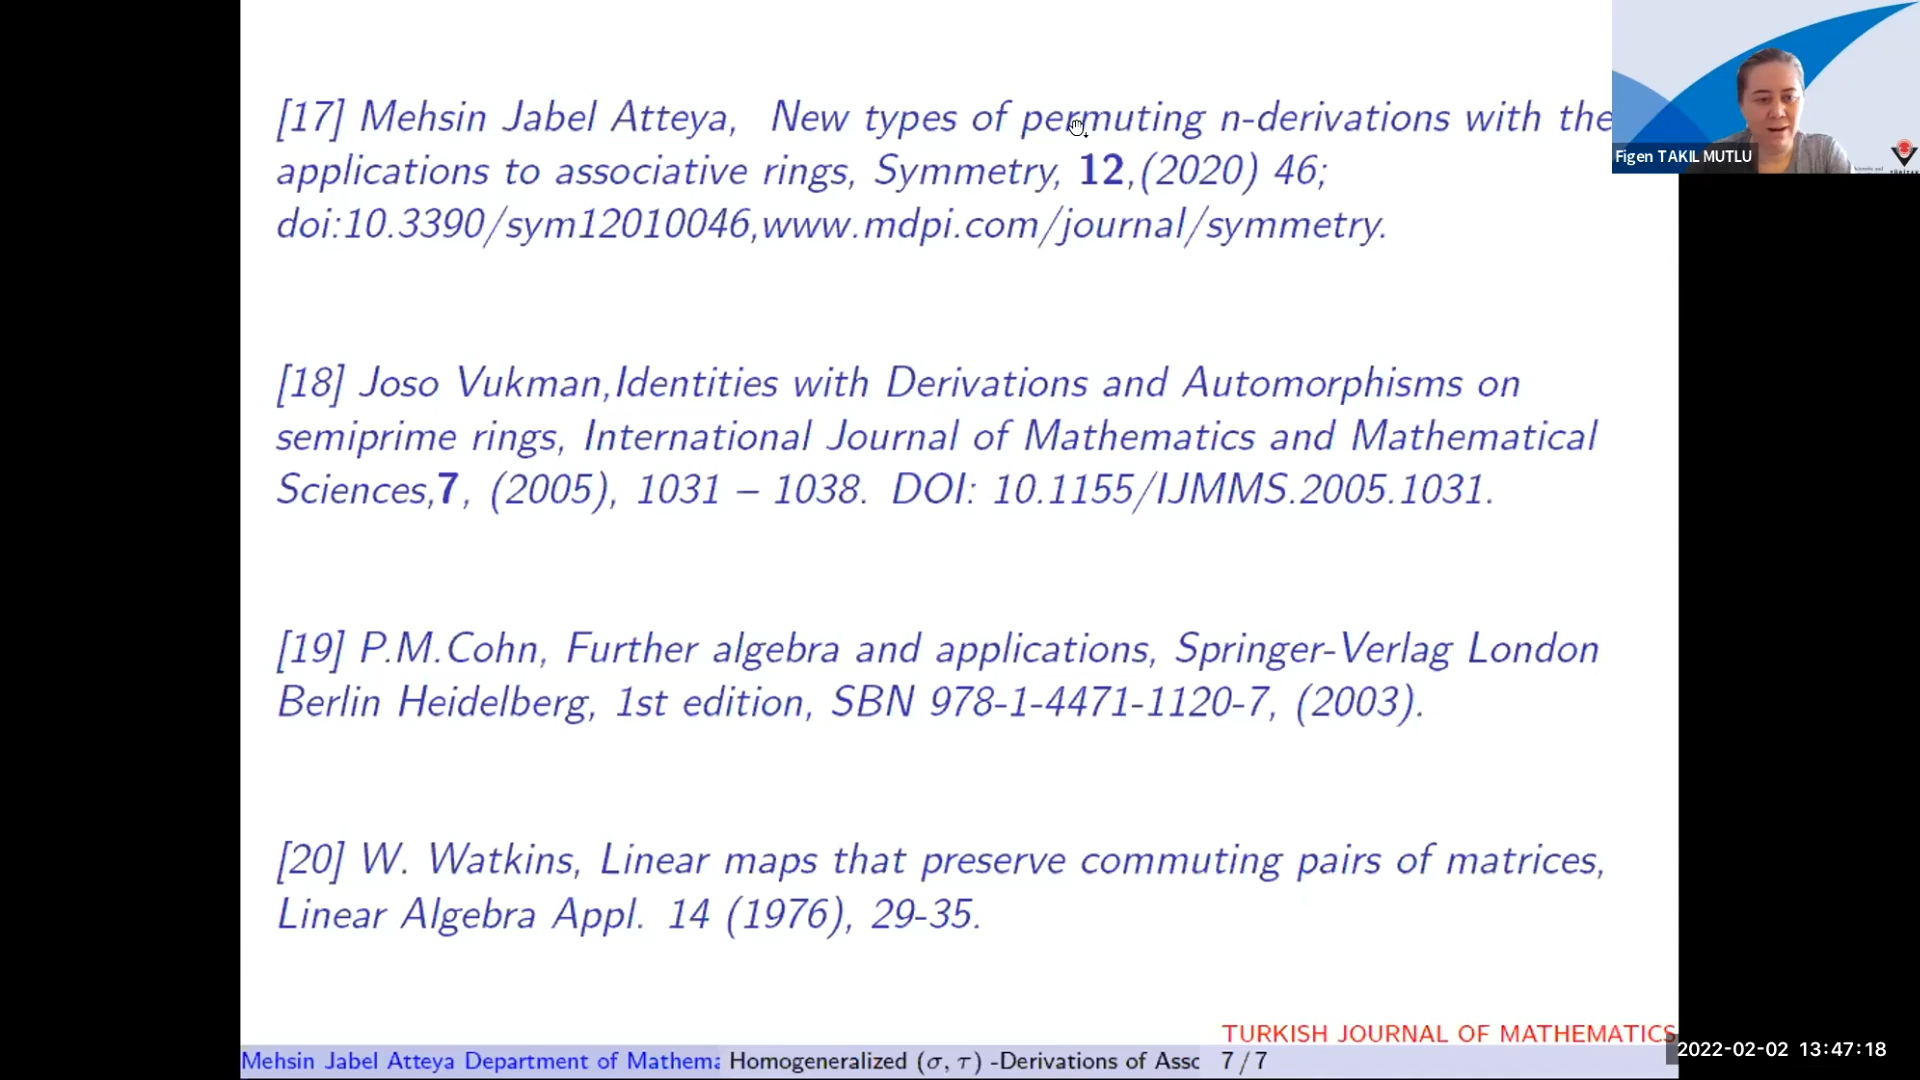 [17] Mehsin Jabel Atteya, New types of permuting n-derivations with the
applications to associative rings, Symmetry, 12,(2020) 46;
doi:10.3390/sym12010046,www.mdpi.com/journal/symmetry.
Figen TAKIL MUTLU
[18] Joso Vukman,Identities with Derivations and Automorphisms on
semiprime rings, International Journal of Mathematics and Mathematical
Sciences,7, (2005), 1031 – 1038. DOI: 10.1155/IJMMS.2005.1031.
[19] P.M.Cohn, Further algebra and applications, Springer-Verlag London
Berlin Heidelberg, 1st edition, SBN 978-1-4471-1120-7, (2003).
[20] W. Watkins, Linear maps that preserve commuting pairs of matrices,
Linear Algebra Appl. 14 (1976), 29-35.
TURKISH JOURNAL OF MATHEMATICS
Mehsin Jabel Atteya Department of Mathema Homogeneralized (σ, τ) -Derivations of Assc 7 / 7
2022-02-02 13:47:18